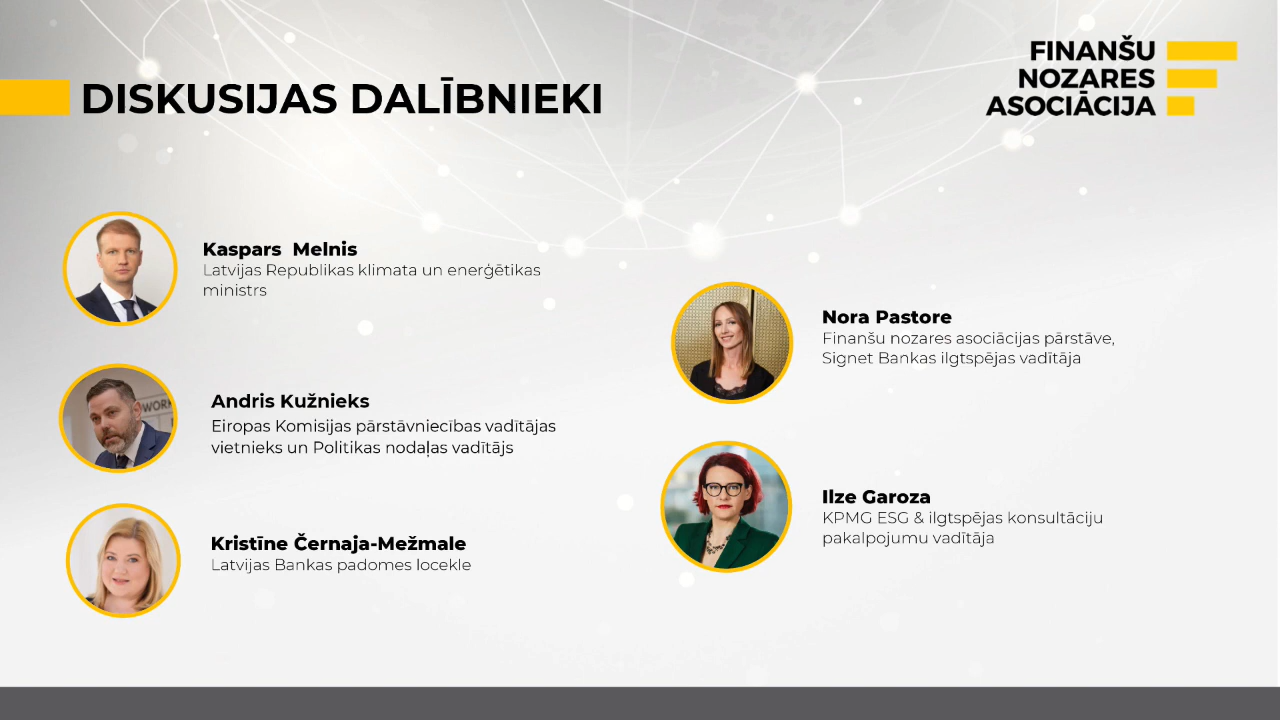 DISKUSIJAS DALĪBNIEKI
FINANŠU
NOZARES
ASOCIĀCIJA
Kaspars Melnis
Latvijas Republikas klimata un enerģētikas
ministrs
Andris Kužnieks
Eiropas Komisijas pārstāvniecības vadītājas
vietnieks un Politikas nodaļas vadītājs
Kristīne Černaja-Mežmale
Latvijas Bankas padomes locekle
Nora Pastore
Finanšu nozares asociācijas pārstāve,
Signet Bankas ilgtspējas vadītāja
Ilze Garoza
KPMG ESG & ilgtspējas konsultāciju
pakalpojumu vadītāja
WORK